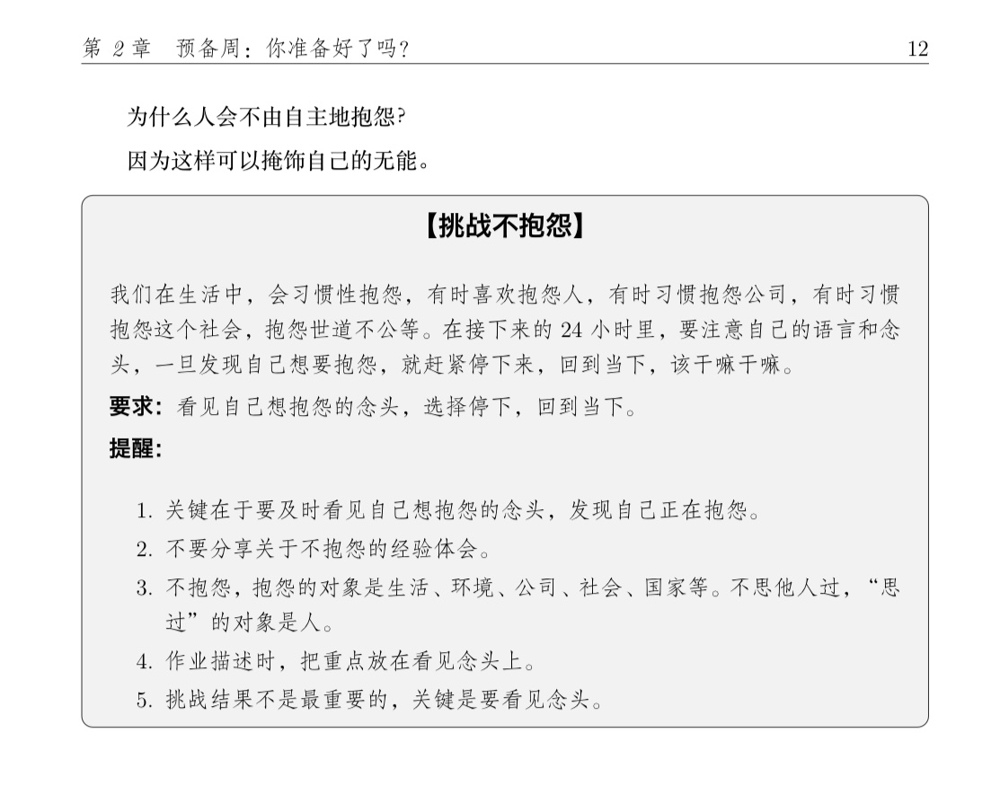 第 2 章 预备周：你准备好了吗？ 12
为什么人会不由自主地抱怨？
因为这样可以掩饰自己的无能。
【挑战不抱怨】
我们在生活中，会习惯性抱怨，有时喜欢抱怨人，有时习惯抱怨公司，有时习惯
抱怨这个社会，抱怨世道不公等。在接下来的 24 小时里，要注意自己的语言和念
头，一旦发现自己想要抱怨，就赶紧停下来，回到当下，该干嘛干嘛。
要求：看见自己想抱怨的念头，选择停下，回到当下。
提醒：
1. 关键在于要及时看见自己想抱怨的念头，发现自己正在抱怨。
2. 不要分享关于不抱怨的经验体会。
3. 不抱怨，抱怨的对象是生活、环境、公司、社会、国家等。不思他人过，“思
过”的对象是人。
4. 作业描述时，把重点放在看见念头上。
5. 挑战结果不是最重要的，关键是要看见念头。